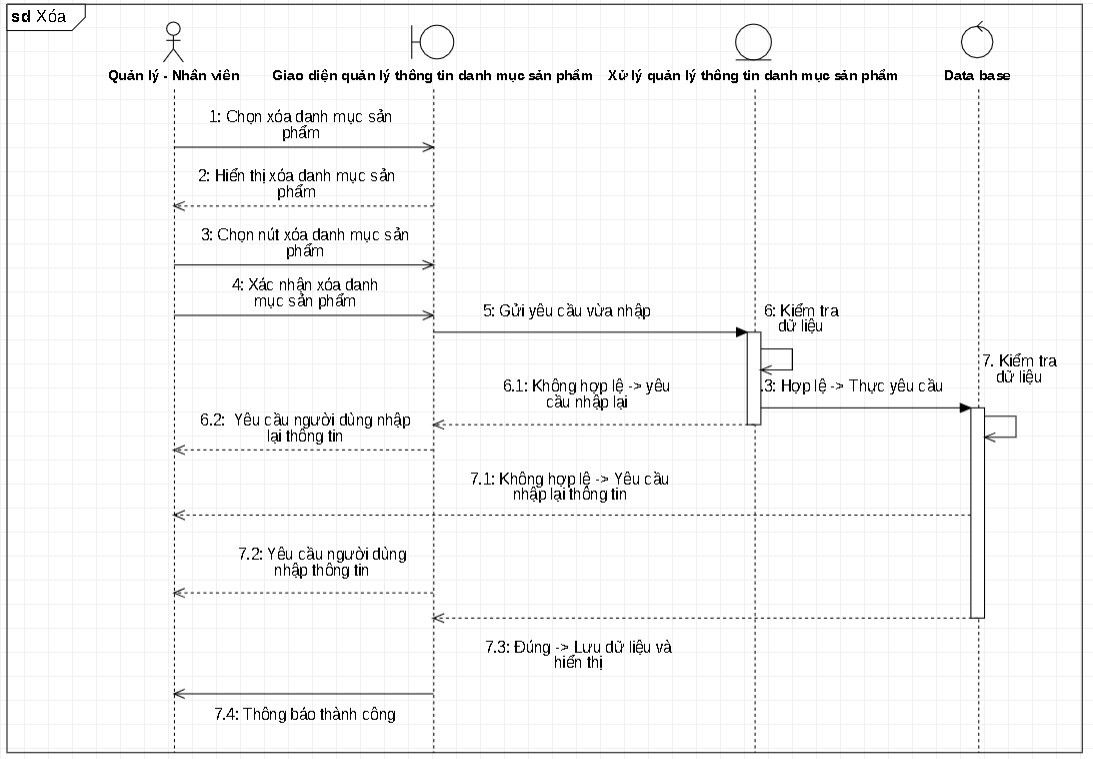 sd Xóa
Quản lý - Nhân viên
Giao diện quản lý thông tin danh mục sản phẩm
Xử lý quản lý thông tin danh mục sản phẩm
Data base
1: Chọn xóa danh mục sản
phẩm
2: Hiển thị xóa danh mục sản
phẩm
3: Chọn nút xóa danh mục sản
phẩm
4: Xác nhận xóa danh
mục sản phẩm
5: Gửi yêu cầu vừa nhập
6: Kiểm tra
dữ liệu
7. Kiểm tra
dữ liệu
6.1: Không hợp lệ -> yêu
cầu nhập lại
.3: Hợp lệ -> Thực yêu cầu
6.2: Yêu cầu người dùng nhập
lại thông tin
7.1: Không hợp lệ -> Yêu cầu
nhập lại thông tin
7.2: Yêu cầu người dùng
nhập thông tin
7.3: Đúng -> Lưu dữ liệu và
hiển thị
7.4: Thông báo thành công